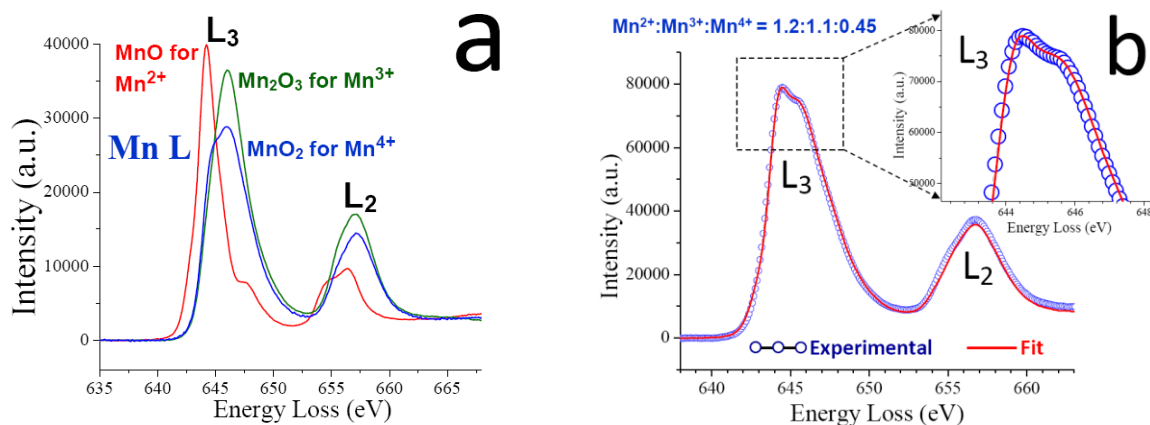 a
L₃
MnO for
Mn²⁺
Mn₂O₃ for Mn³⁺
Mn L
MnO₂ for Mn⁴⁺
L₂
Intensity (a.u.)
40000
30000
20000
10000
0
635
640
645
650
655
660
665
Energy Loss (eV)
Mn²⁺:Mn³⁺:Mn⁴⁺ = 1.2:1.1:0.45
b
L₃
Intensity (a.u.)
80000
70000
60000
50000
644
646
648
Energy Loss (eV)
L₃
L₂
Intensity (a.u.)
80000
60000
40000
20000
0
Experimental
Fit
640
645
650
655
660
Energy Loss (eV)